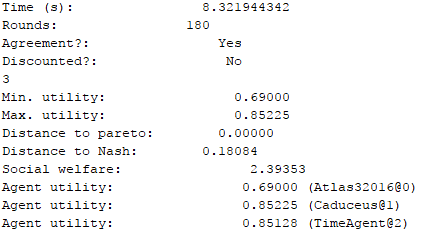 Time (s): 8.321944342
Rounds: 180
Agreement?: Yes
Discounted?: No
3
Min. utility: 0.69000
Max. utility: 0.85225
Distance to pareto: 0.00000
Distance to Nash: 0.18084
Social welfare: 2.39353
Agent utility: 0.69000 (Atlas32016@0)
Agent utility: 0.85225 (Caduceus@1)
Agent utility: 0.85128 (TimeAgent@2)